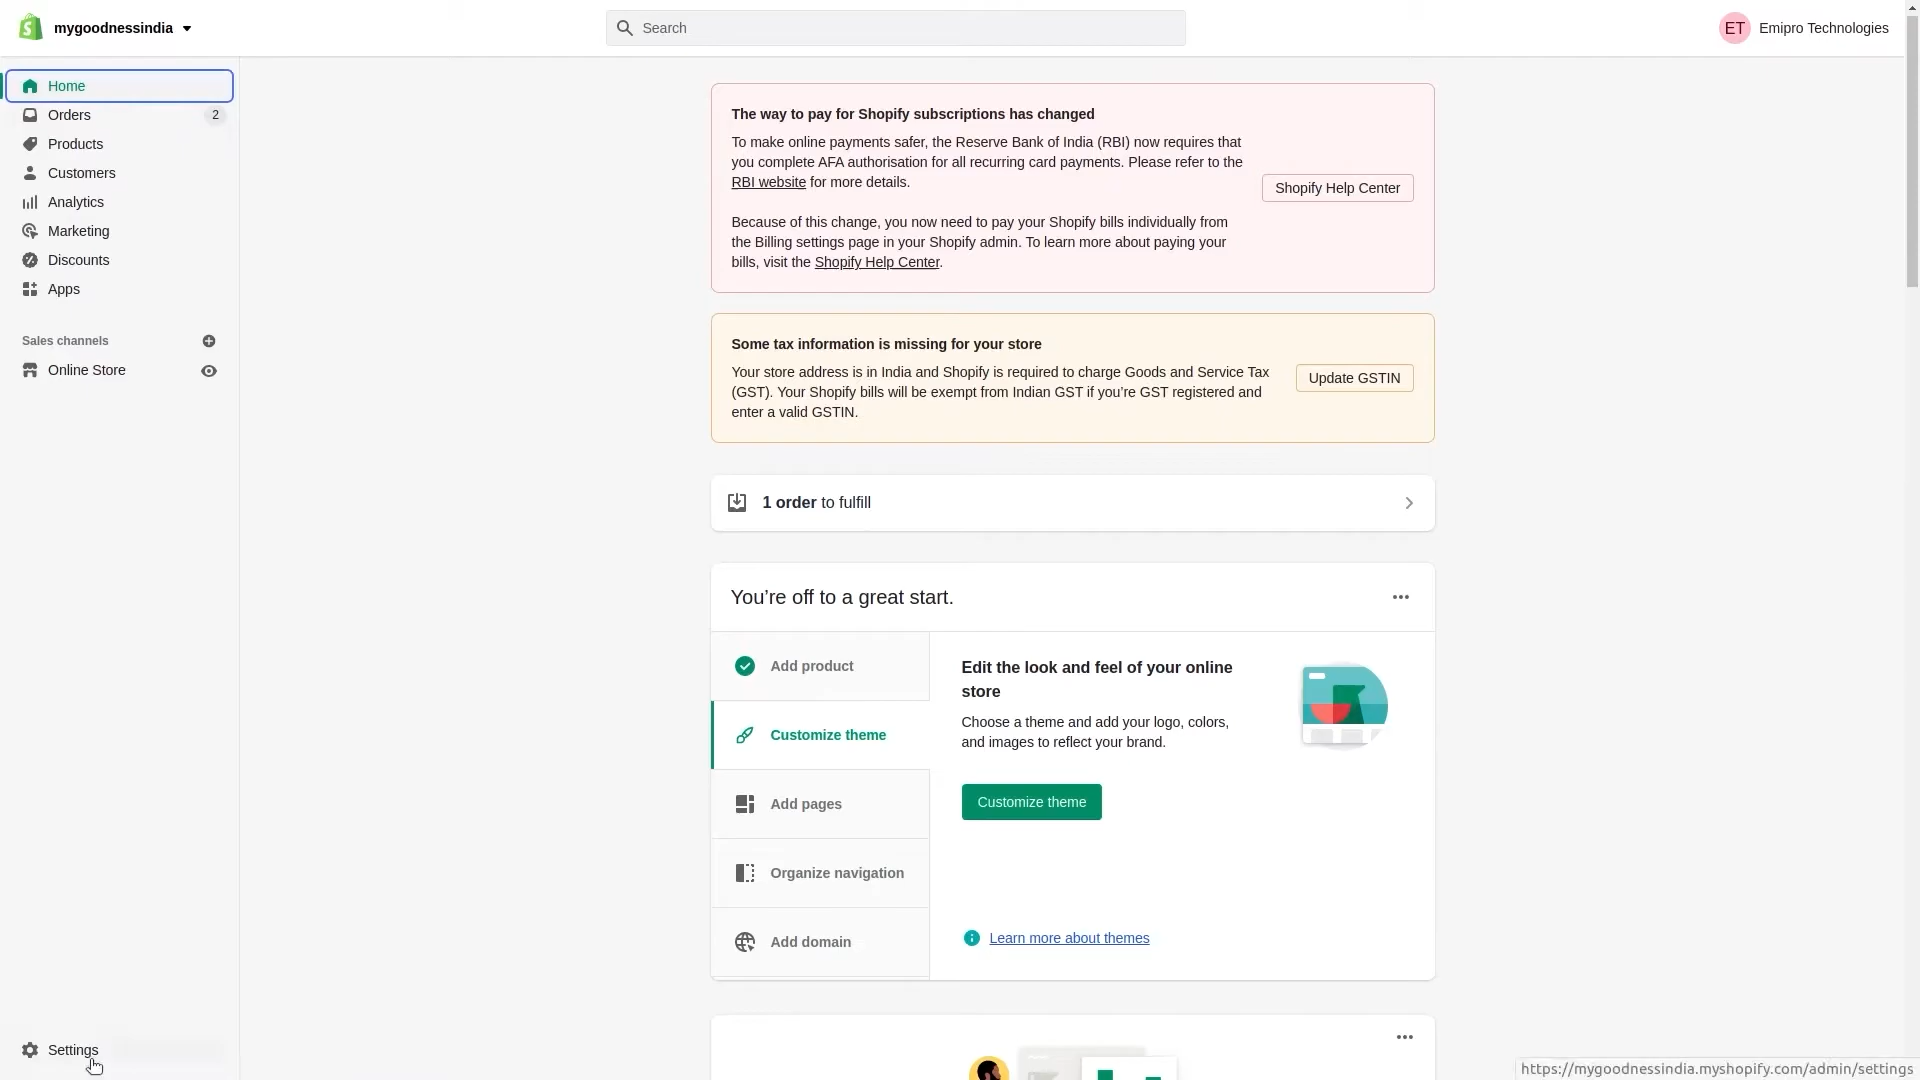 mygoodnessindia
Search
ET
Emipro Technologies
Home
Orders
2
Products
Customers
Analytics
Marketing
Discounts
Apps
Sales channels
Online Store
Settings
The way to pay for Shopify subscriptions has changed
To make online payments safer, the Reserve Bank of India (RBI) now requires that
you complete AFA authorisation for all recurring card payments. Please refer to the
RBI website for more details.
Because of this change, you now need to pay your Shopify bills individually from
the Billing settings page in your Shopify admin. To learn more about paying your
bills, visit the Shopify Help Center.
Shopify Help Center
Some tax information is missing for your store
Your store address is in India and Shopify is required to charge Goods and Service Tax
(GST). Your Shopify bills will be exempt from Indian GST if you’re GST registered and
enter a valid GSTIN.
Update GSTIN
1 order to fulfill
You’re off to a great start.
Add product
Customize theme
Add pages
Organize navigation
Add domain
Edit the look and feel of your online
store
Choose a theme and add your logo, colors,
and images to reflect your brand.
Customize theme
Learn more about themes
https://mygoodnessindia.myshopify.com/admin/settings